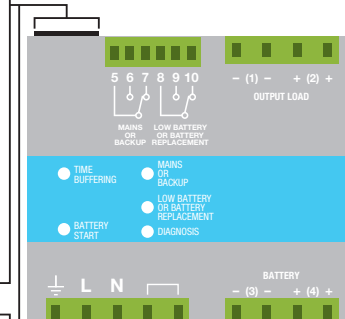 5 6 7 8 9 10
– (1) – + (2) +
OUTPUT LOAD
MAINS
OR
BACKUP
LOW BATTERY
OR BATTERY
REPLACEMENT
TIME
BUFFERING
MAINS
OR
BACKUP
LOW BATTERY
OR BATTERY
REPLACEMENT
BATTERY
START
DIAGNOSIS
L N
BATTERY
– (3) – + (4) +